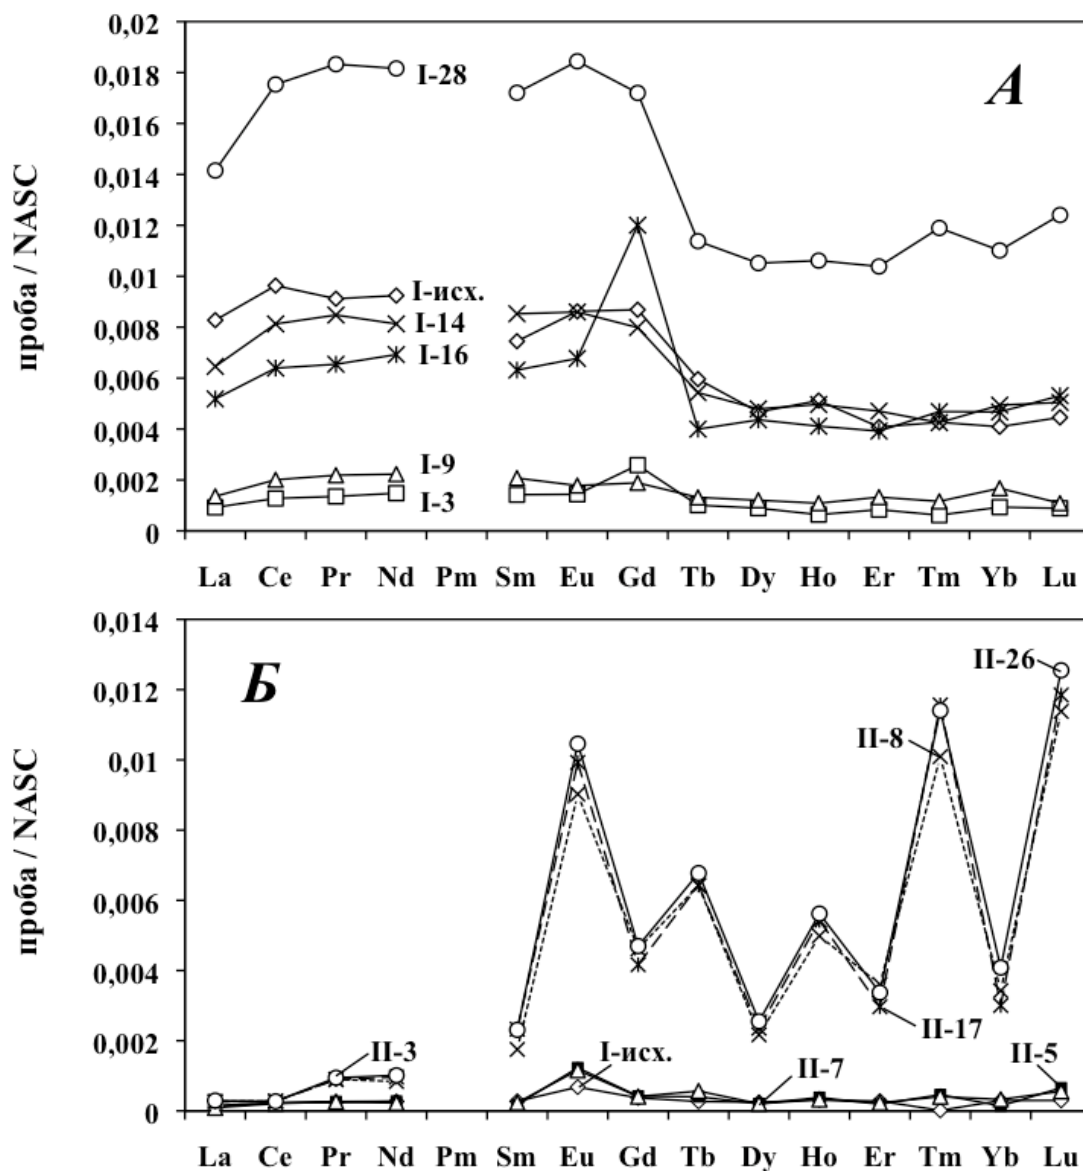 0,02
0,018
0,016
0,014
0,012
0,01
0,008
0,006
0,004
0,002
0
проба / NASC
А
I-28
I-исх.
I-14
I-16
I-9
I-3
La Ce Pr Nd Pm Sm Eu Gd Tb Dy Ho Er Tm Yb Lu
0,014
0,012
0,01
0,008
0,006
0,004
0,002
0
проба / NASC
Б
II-26
II-8
II-17
II-3
I-исх.
II-7
II-5
La Ce Pr Nd Pm Sm Eu Gd Tb Dy Ho Er Tm Yb Lu